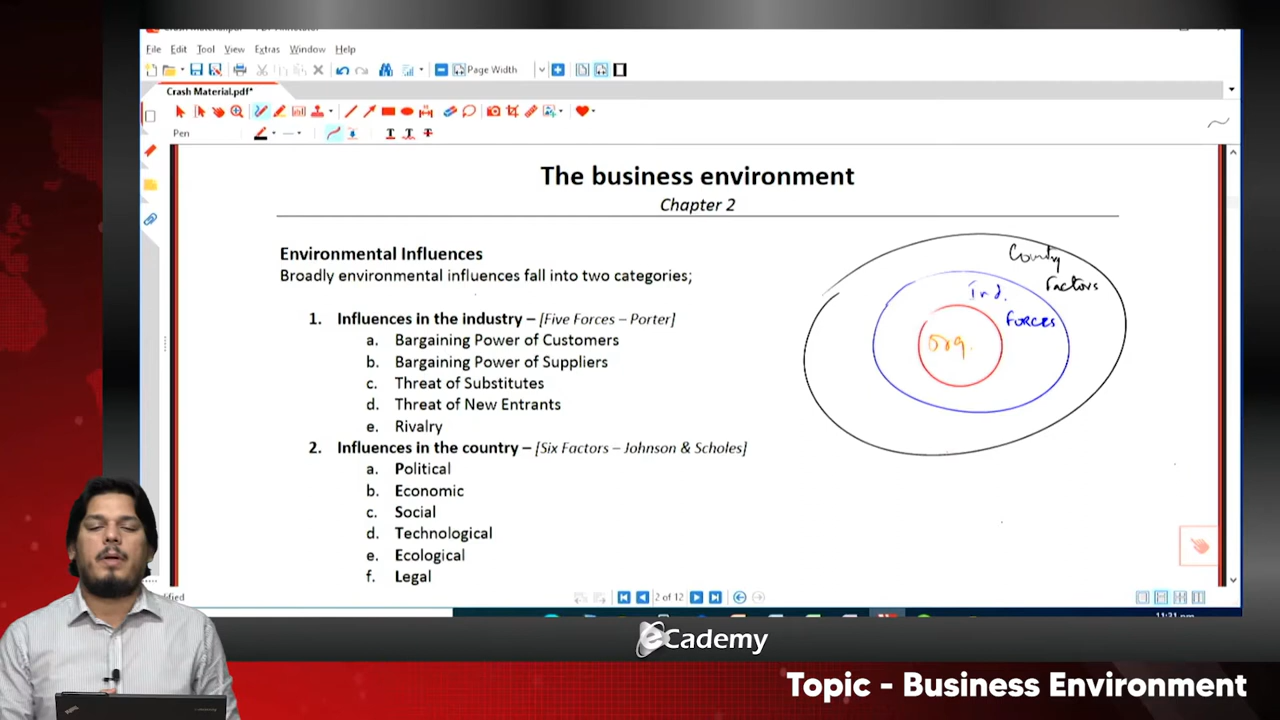 File Edit Tool View Extras Window Help
Page Width
Crash Material.pdf*
Pen
The business environment
Chapter 2
Environmental Influences
Broadly environmental influences fall into two categories;
1. Influences in the industry – [Five Forces – Porter]
a. Bargaining Power of Customers
b. Bargaining Power of Suppliers
c. Threat of Substitutes
d. Threat of New Entrants
e. Rivalry
2. Influences in the country – [Six Factors – Johnson & Scholes]
a. Political
b. Economic
c. Social
d. Technological
e. Ecological
f. Legal
Country
Factors
Ind.
FORCES
Org.
2 of 12
11:31 pm
eCademy
Topic - Business Environment